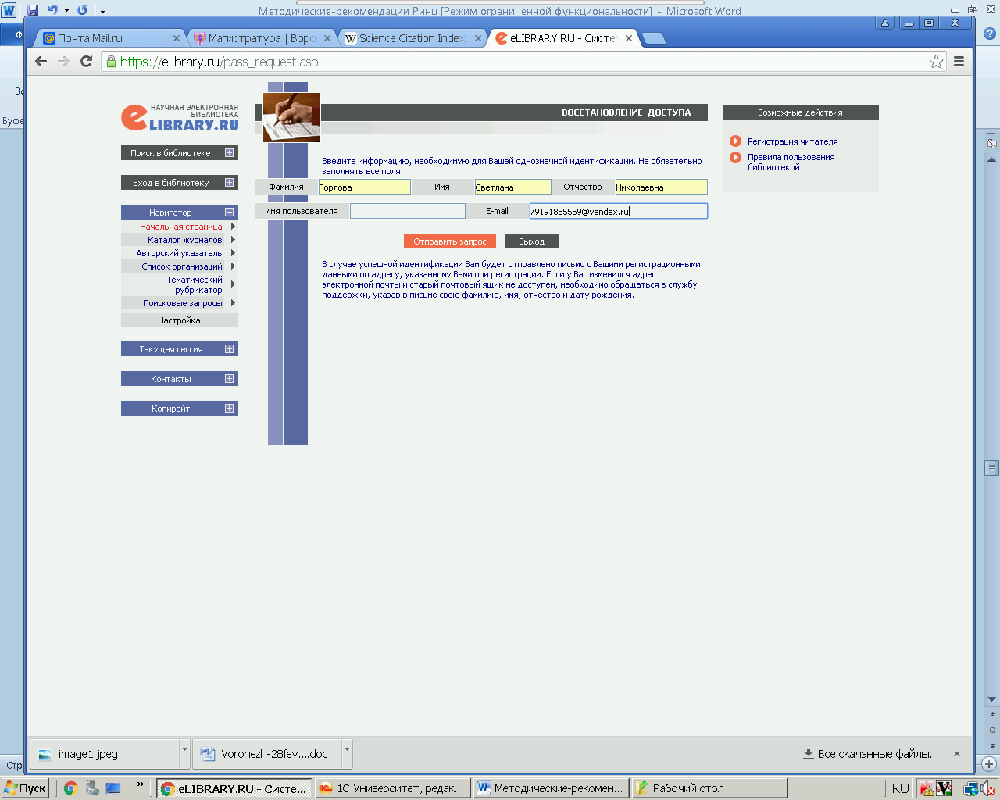 Методические-рекомендации Ринц [Режим ограниченной функциональности] - Microsoft Word
Почта Mail.ru
Магистратура | Воро
Science Citation Index
eLIBRARY.RU - Систе
https://elibrary.ru/pass_request.asp
Буфе
НАУЧНАЯ ЭЛЕКТРОННАЯ
БИБЛИОТЕКА
eLIBRARY.RU
Поиск в библиотеке
Вход в библиотеку
Навигатор
Начальная страница
Каталог журналов
Авторский указатель
Список организаций
Тематический
рубрикатор
Поисковые запросы
Настройка
Текущая сессия
Контакты
Копирайт
ВОССТАНОВЛЕНИЕ ДОСТУПА
Введите информацию, необходимую для Вашей однозначной идентификации. Не обязательно
заполнять все поля.
Фамилия Горлова Имя Светлана Отчество Николаевна
Имя пользователя E-mail 79191855559@yandex.ru
Отправить запрос Выход
В случае успешной идентификации Вам будет отправлено письмо с Вашими регистрационными
данными по адресу, указанному Вами при регистрации. Если у Вас изменился адрес
электронной почты и старый почтовый ящик не доступен, необходимо обращаться в службу
поддержки, указав в письме свою фамилию, имя, отчество и дату рождения.
Возможные действия
Регистрация читателя
Правила пользования
библиотекой
image1.jpeg
Voronezh-28fev....doc
Все скачанные файлы...
Стр
Пуск
eLIBRARY.RU - Систе...
1С:Университет, редак...
Методические-рекомен...
Рабочий стол
RU